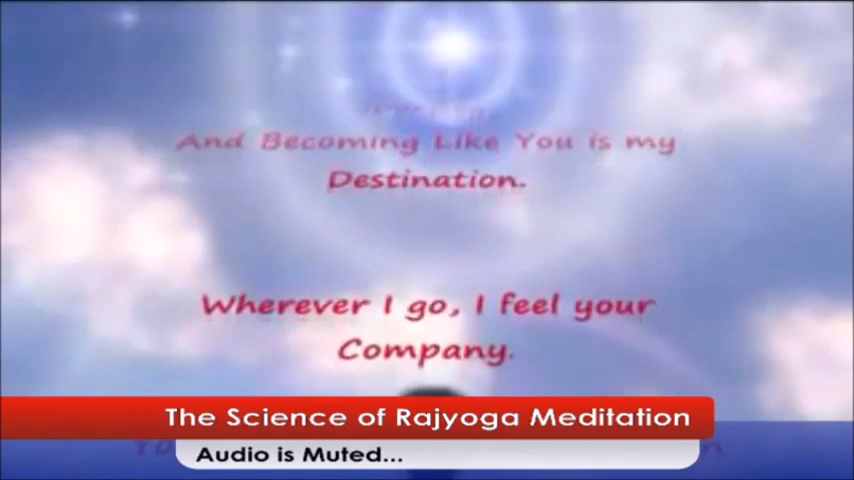 And Becoming Like You is my
Destination.
Wherever I go, I feel your
Company.
The Science of Rajyoga Meditation
Audio is Muted...